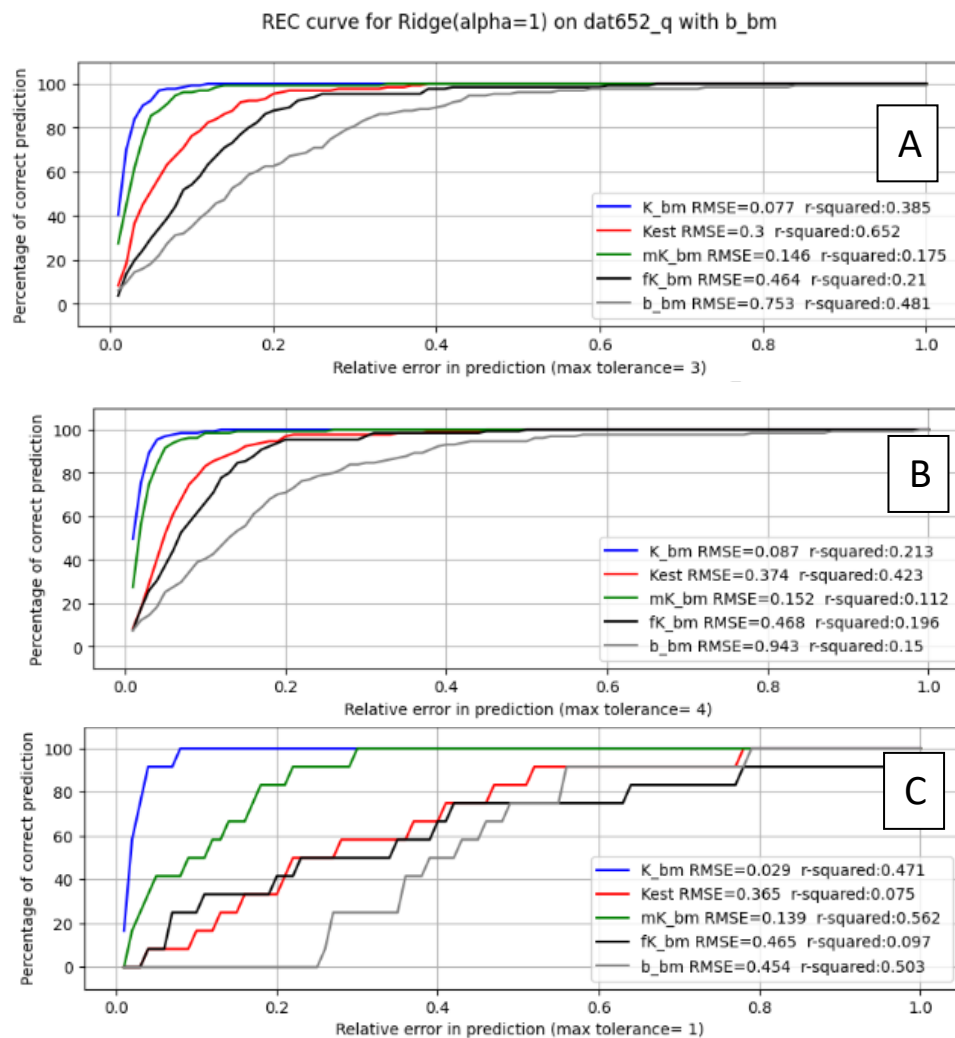 REC curve for Ridge(alpha=1) on dat652_q with b_bm
Percentage of correct prediction
100
80
60
40
20
0
A
K_bm RMSE=0.077 r-squared:0.385
Kest RMSE=0.3 r-squared:0.652
mK_bm RMSE=0.146 r-squared:0.175
fK_bm RMSE=0.464 r-squared:0.21
b_bm RMSE=0.753 r-squared:0.481
0.0 0.2 0.4 0.6 0.8 1.0
Relative error in prediction (max tolerance= 3)
Percentage of correct prediction
100
80
60
40
20
0
B
K_bm RMSE=0.087 r-squared:0.213
Kest RMSE=0.374 r-squared:0.423
mK_bm RMSE=0.152 r-squared:0.112
fK_bm RMSE=0.468 r-squared:0.196
b_bm RMSE=0.943 r-squared:0.15
0.0 0.2 0.4 0.6 0.8 1.0
Relative error in prediction (max tolerance= 4)
Percentage of correct prediction
100
80
60
40
20
0
C
K_bm RMSE=0.029 r-squared:0.471
Kest RMSE=0.365 r-squared:0.075
mK_bm RMSE=0.139 r-squared:0.562
fK_bm RMSE=0.465 r-squared:0.097
b_bm RMSE=0.454 r-squared:0.503
0.0 0.2 0.4 0.6 0.8 1.0
Relative error in prediction (max tolerance= 1)